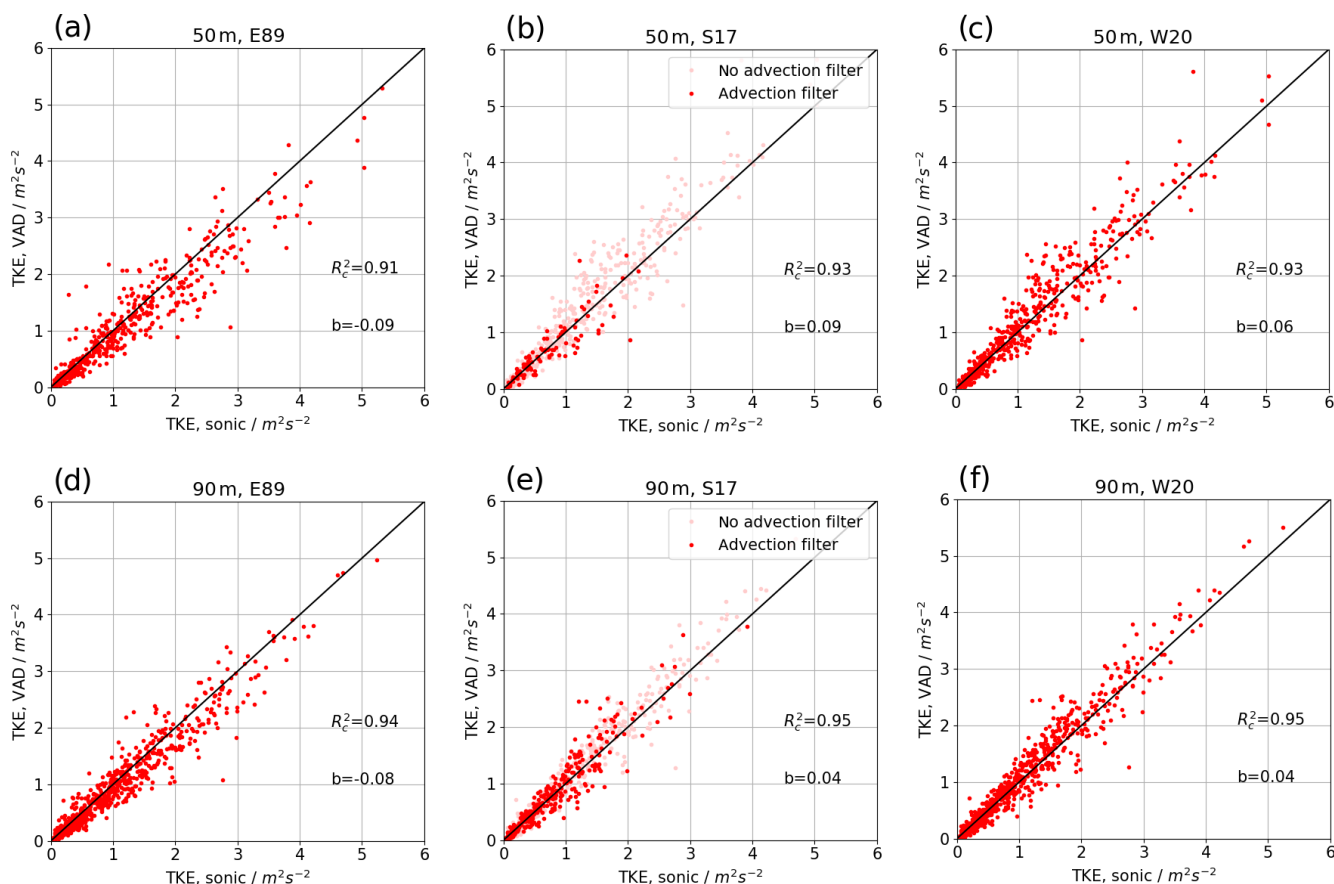 (a)
50 m, E89
6
5
4
3
2
1
0
TKE, VAD / m²s⁻²
R_c²=0.91
b=-0.09
0 1 2 3 4 5 6
TKE, sonic / m²s⁻²
(b)
50 m, S17
No advection filter
Advection filter
6
5
4
3
2
1
0
TKE, VAD / m²s⁻²
R_c²=0.93
b=0.09
0 1 2 3 4 5 6
TKE, sonic / m²s⁻²
(c)
50 m, W20
6
5
4
3
2
1
0
TKE, VAD / m²s⁻²
R_c²=0.93
b=0.06
0 1 2 3 4 5 6
TKE, sonic / m²s⁻²
(d)
90 m, E89
6
5
4
3
2
1
0
TKE, VAD / m²s⁻²
R_c²=0.94
b=-0.08
0 1 2 3 4 5 6
TKE, sonic / m²s⁻²
(e)
90 m, S17
No advection filter
Advection filter
6
5
4
3
2
1
0
TKE, VAD / m²s⁻²
R_c²=0.95
b=0.04
0 1 2 3 4 5 6
TKE, sonic / m²s⁻²
(f)
90 m, W20
6
5
4
3
2
1
0
TKE, VAD / m²s⁻²
R_c²=0.95
b=0.04
0 1 2 3 4 5 6
TKE, sonic / m²s⁻²